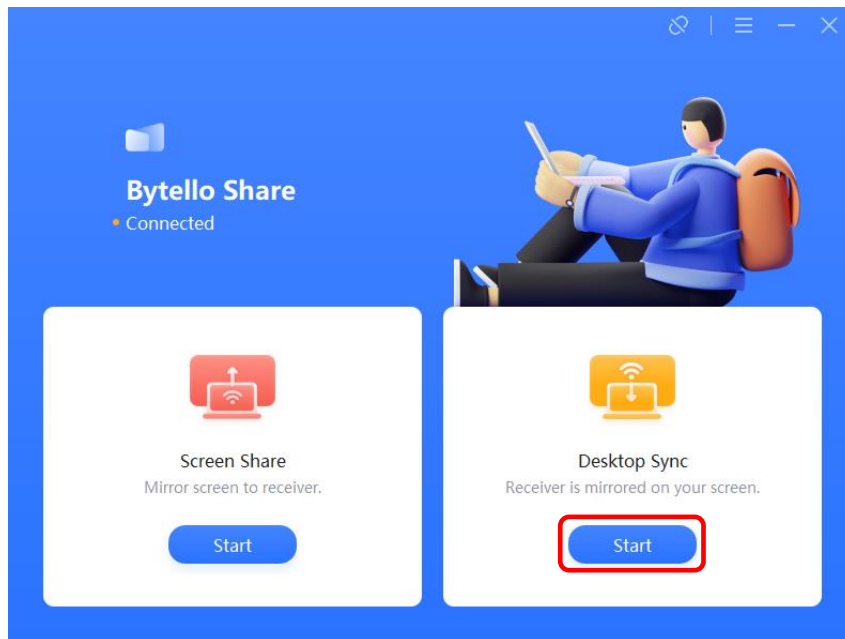 Bytello Share
Connected
Screen Share
Mirror screen to receiver.
Start
Desktop Sync
Receiver is mirrored on your screen.
Start